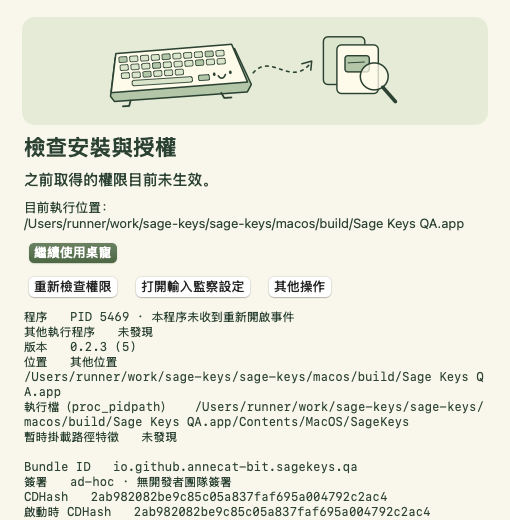 檢查安裝與授權
之前取得的權限目前未生效。
目前執行位置：
/Users/runner/work/sage-keys/sage-keys/macos/build/Sage Keys QA.app
繼續使用桌寵
重新檢查權限 打開輸入監察設定 其他操作
程序 PID 5469 · 本程序未收到重新開啟事件
其他執行程序 未發現
版本 0.2.3 (5)
位置 其他位置
/Users/runner/work/sage-keys/sage-keys/macos/build/Sage Keys Q
A.app
執行檔 (proc_pidpath) /Users/runner/work/sage-keys/sage-keys/
macos/build/Sage Keys QA.app/Contents/MacOS/SageKeys
暫時掛載路徑特徵 未發現
Bundle ID io.github.annecat-bit.sagekeys.qa
簽署 ad-hoc · 無開發者團隊簽署
CDHash 2ab982082be9c85c05a837faf695a004792c2ac4
啟動時 CDHash 2ab982082be9c85c05a837faf695a004792c2ac4